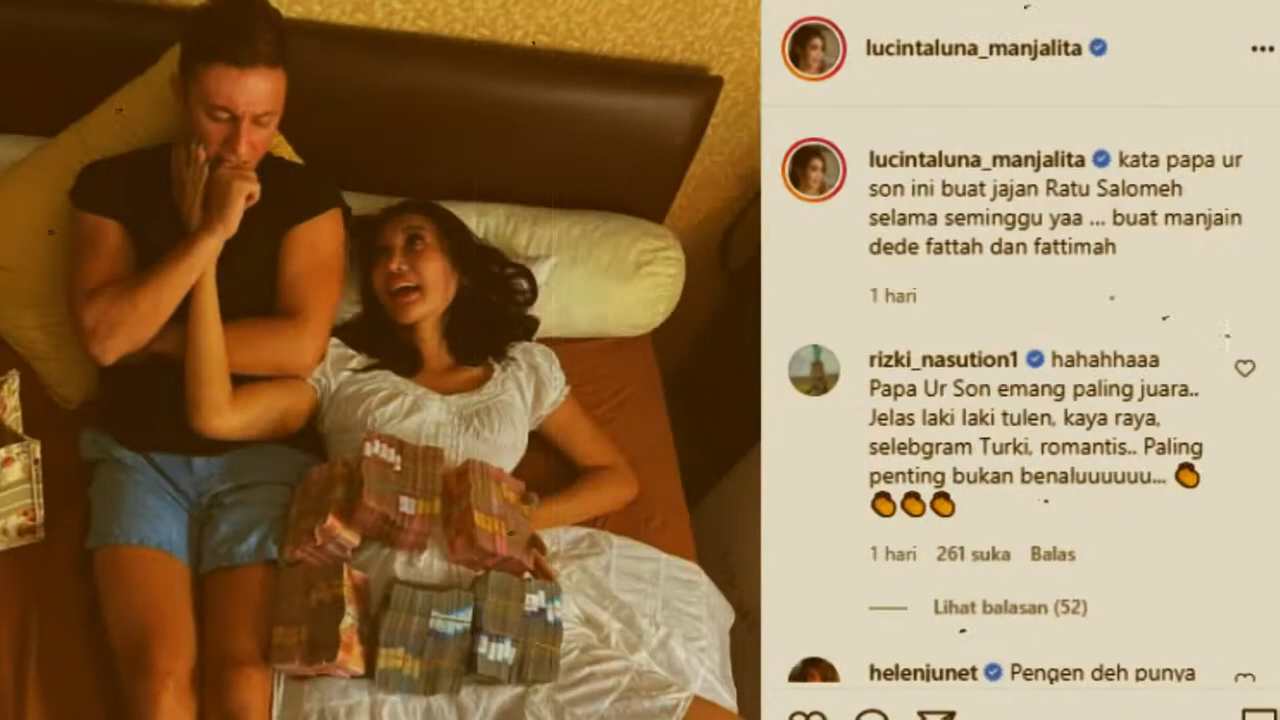 lucintaluna_manjalita
lucintaluna_manjalita kata papa ur
son ini buat jajan Ratu Salomeh
selama seminggu yaa ... buat manjain
dede fattah dan fattimah
1 hari
rizki_nasution1 hahahhaaa
Papa Ur Son emang paling juara..
Jelas laki laki tulen, kaya raya,
selebgram Turki, romantis.. Paling
penting bukan benaluuuuuu...
1 hari 261 suka Balas
Lihat balasan (52)
helenjunet Pengen deh punya